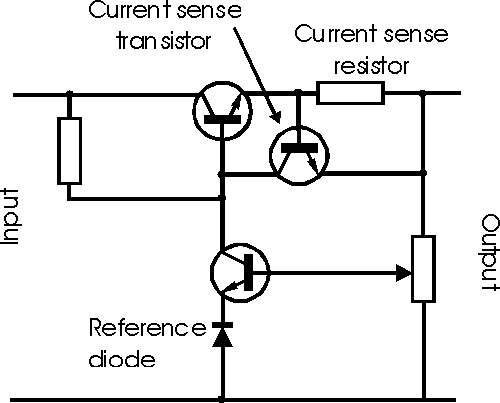 Current sense
transistor
Current sense
resistor
Input
Output
Reference
diode